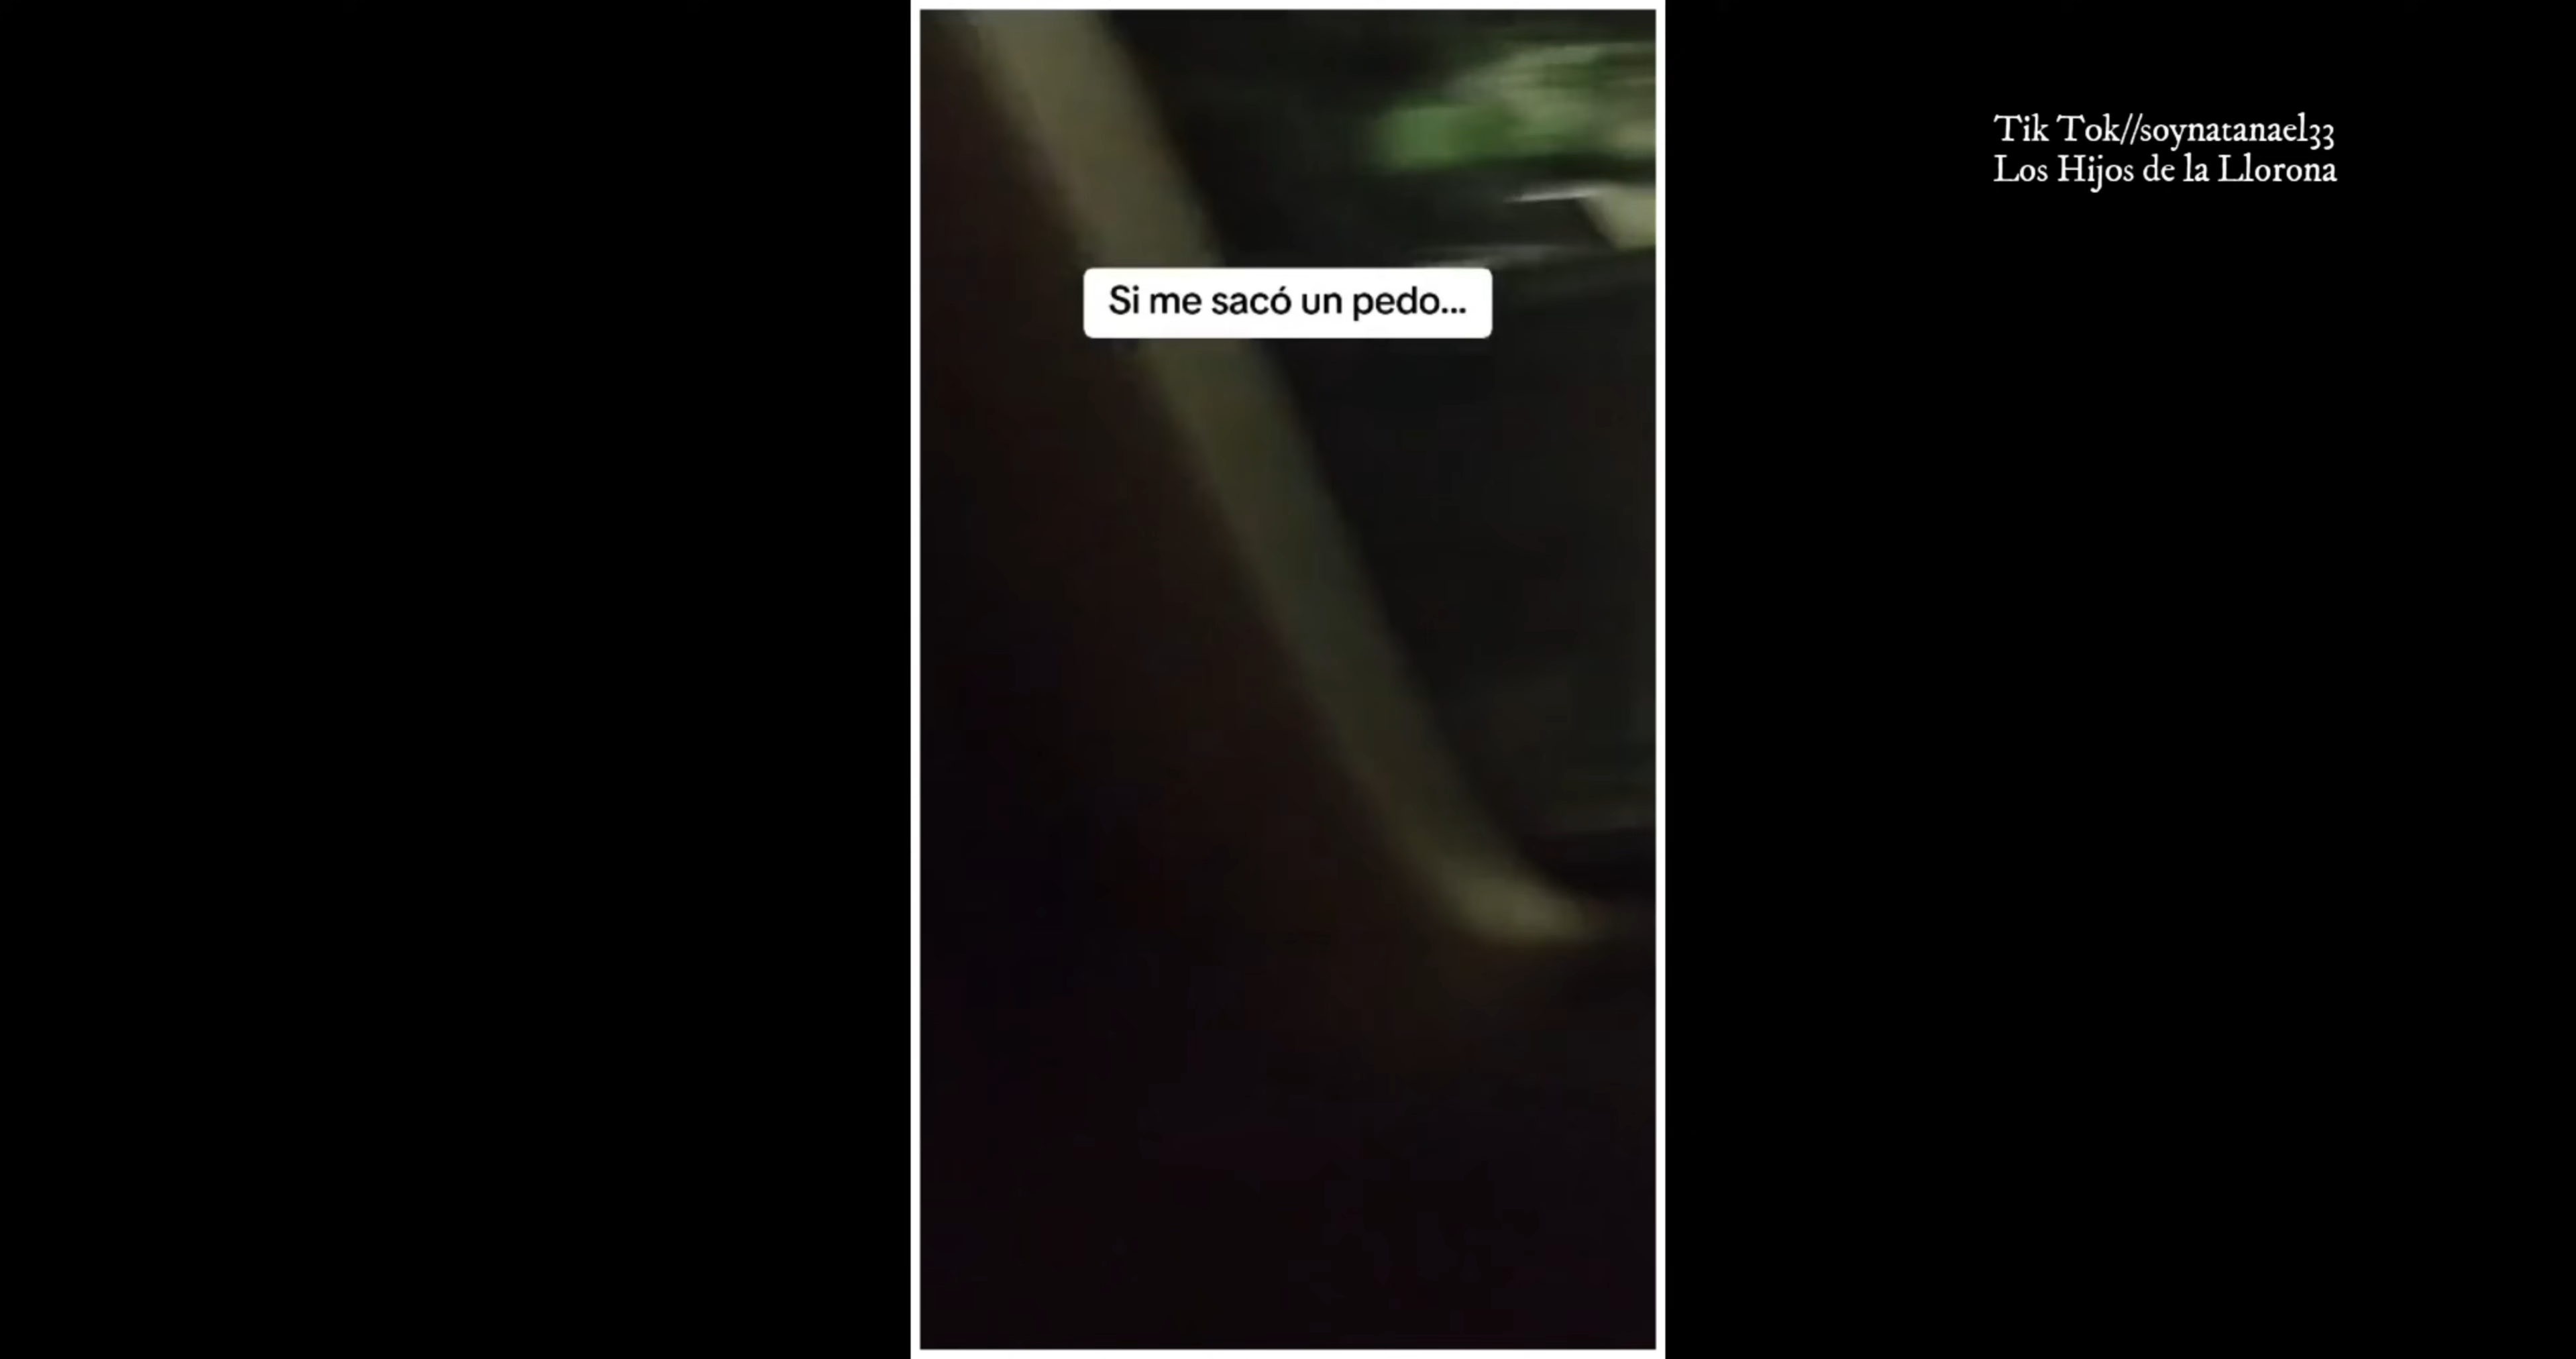 Tik Tok//soynatanael33
Los Hijos de la Llorona
Si me sacó un pedo...